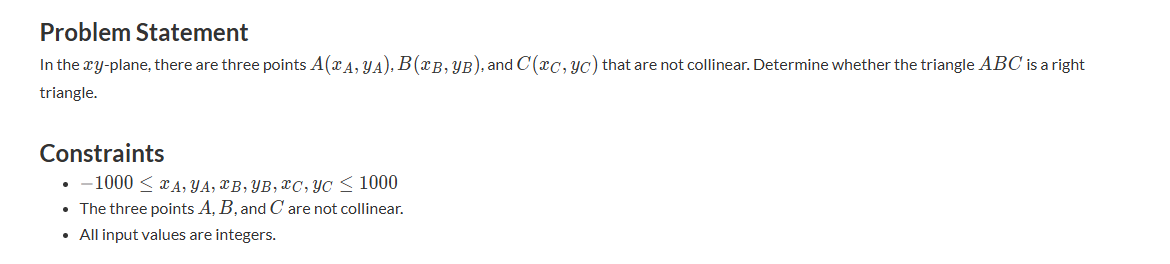 Problem Statement
In the xy-plane, there are three points A(x_A, y_A), B(x_B, y_B), and C(x_C, y_C) that are not collinear. Determine whether the triangle ABC is a right
triangle.
Constraints
• −1000 ≤ x_A, y_A, x_B, y_B, x_C, y_C ≤ 1000
• The three points A, B, and C are not collinear.
• All input values are integers.